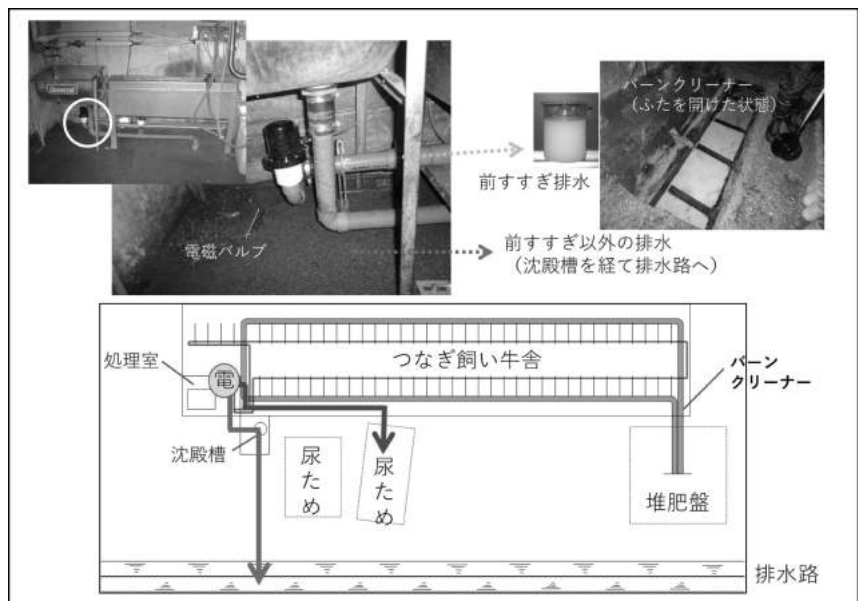 バーンクリーナー
（ふたを開けた状態）
前すすぎ排水
電磁バルブ
前すすぎ以外の排水
（沈殿槽を経て排水路へ）
処理室
電
つなぎ飼い牛舎
バーン
クリーナー
沈殿槽
尿ため
尿ため
堆肥盤
排水路